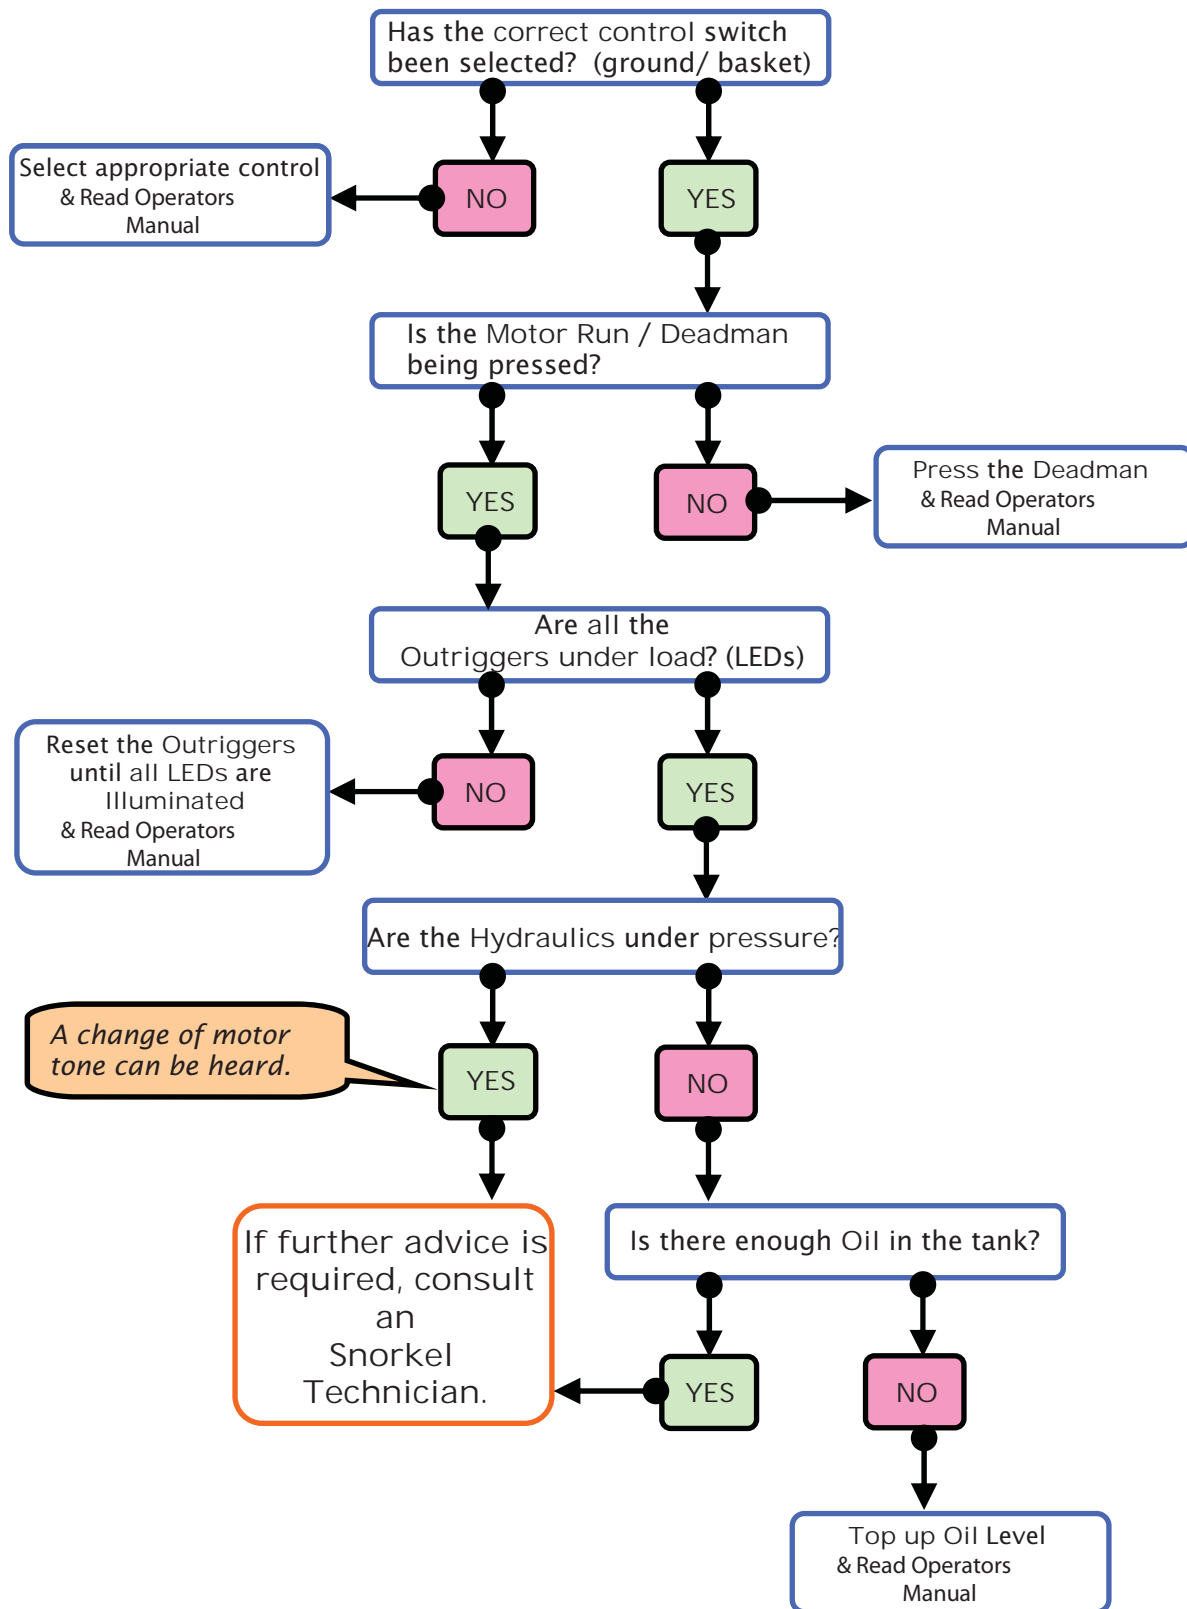 Has the correct control switch
been selected? (ground/ basket)
NO
YES
Select appropriate control
& Read Operators
Manual
Is the Motor Run / Deadman
being pressed?
YES
NO
Press the Deadman
& Read Operators
Manual
Are all the
Outriggers under load? (LEDs)
NO
YES
Reset the Outriggers
until all LEDs are
Illuminated
& Read Operators
Manual
Are the Hydraulics under pressure?
A change of motor
tone can be heard.
YES
NO
If further advice is
required, consult
an
Snorkel
Technician.
Is there enough Oil in the tank?
YES
NO
Top up Oil Level
& Read Operators
Manual